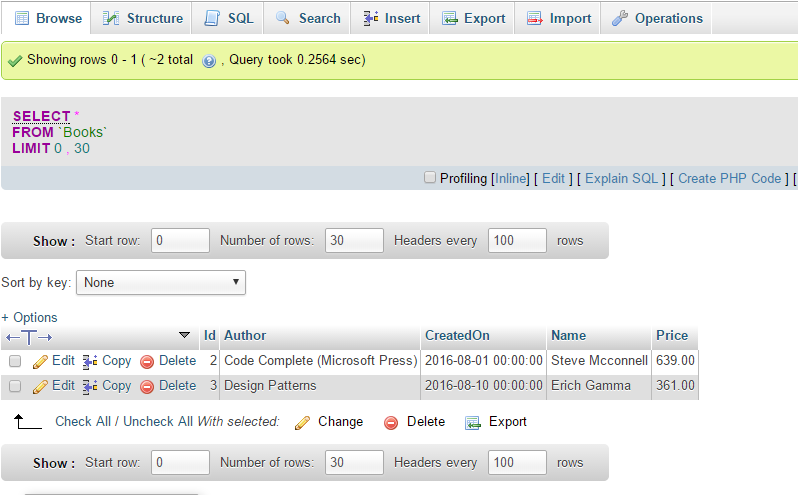 Browse Structure SQL Search Insert Export Import Operations
Showing rows 0 - 1 ( ~2 total , Query took 0.2564 sec)
SELECT *
FROM `Books`
LIMIT 0 , 30
Profiling [Inline] [ Edit ] [ Explain SQL ] [ Create PHP Code ] [
Show : Start row: 0 Number of rows: 30 Headers every 100 rows
Sort by key: None
+ Options
←T→ Id Author CreatedOn Name Price
Edit Copy Delete 2 Code Complete (Microsoft Press) 2016-08-01 00:00:00 Steve Mcconnell 639.00
Edit Copy Delete 3 Design Patterns 2016-08-10 00:00:00 Erich Gamma 361.00
Check All / Uncheck All With selected: Change Delete Export
Show : Start row: 0 Number of rows: 30 Headers every 100 rows